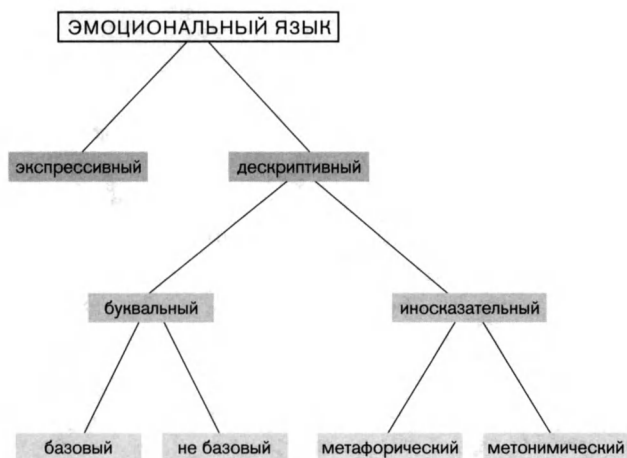 ЭМОЦИОНАЛЬНЫЙ ЯЗЫК
экспрессивный
дескриптивный
буквальный
иносказательный
базовый
не базовый
метафорический
метонимический